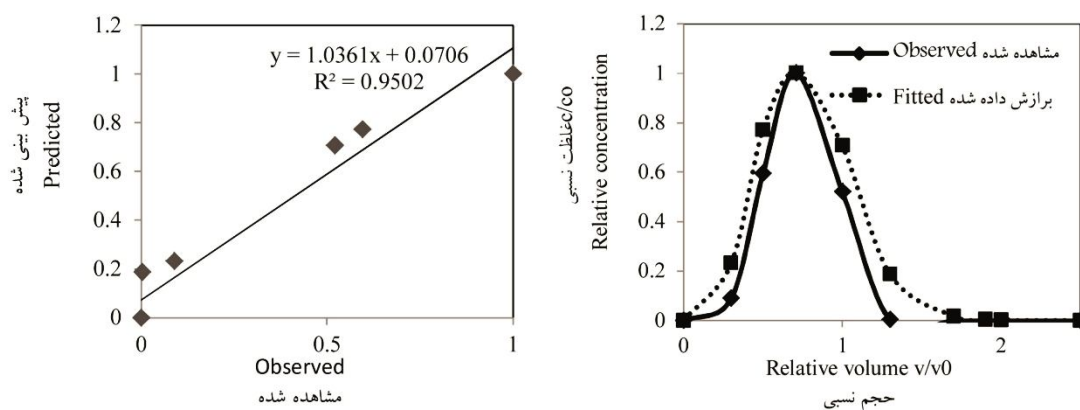 1.2
1
0.8
0.6
0.4
0.2
0
پیش بینی شده
Predicted
y = 1.0361x + 0.0706
R² = 0.9502
0
0.5
1
Observed
مشاهده شده
1.2
1
0.8
0.6
0.4
0.2
0
غلظت نسبیc/co
Relative concentration
Observed مشاهده شده
Fitted برازش داده شده
0
1
2
Relative volume v/v0
حجم نسبی